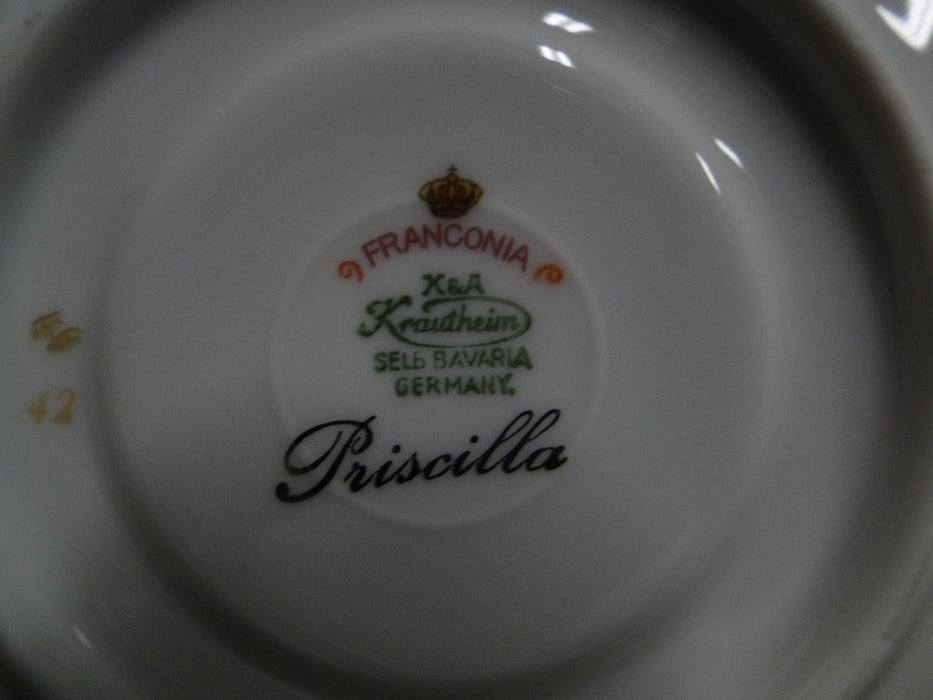 FRANCONIA
K&A
Krautheim
SELB BAVARIA
GERMANY.
Priscilla
42